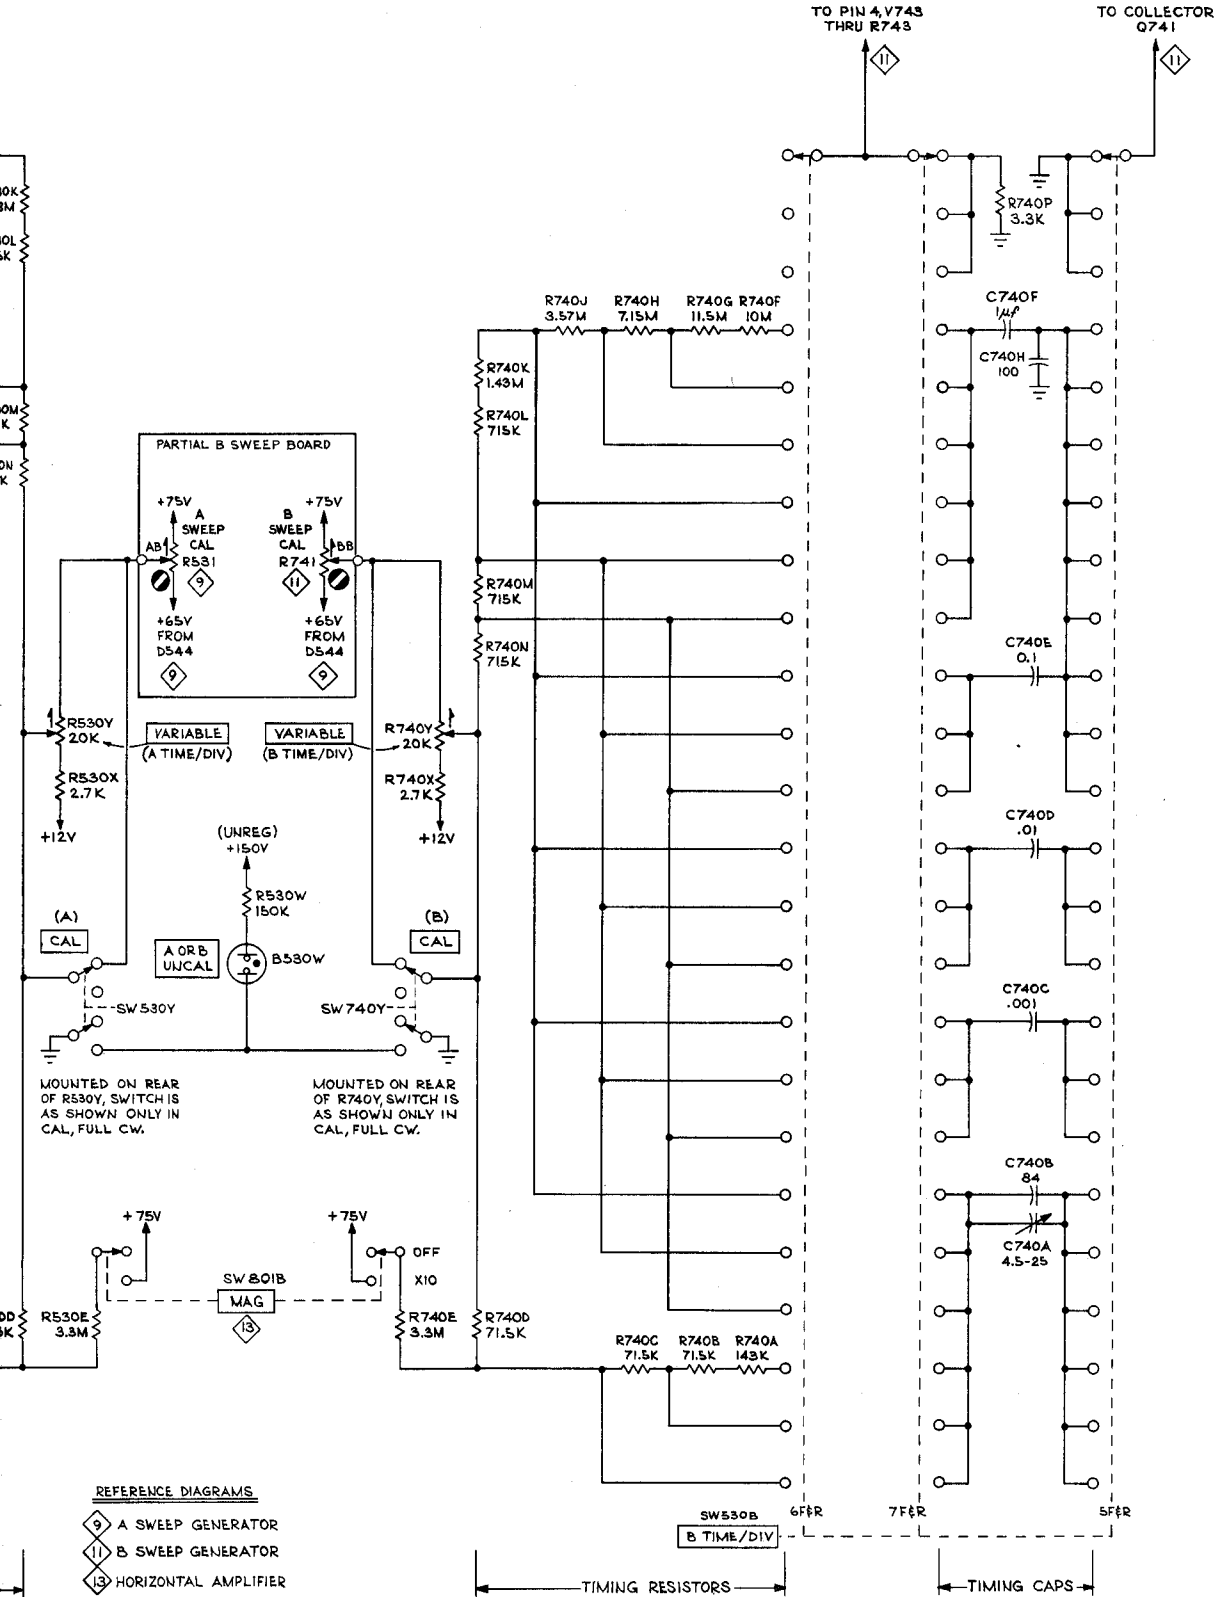 TO PIN 4, V743
THRU R743
11
TO COLLECTOR
Q741
11
R740P
3.3K
C740F
1µf
C740H
100
R740J
3.57M
R740H
7.15M
R740G
11.5M
R740F
10M
R740K
1.43M
R740L
715K
PARTIAL B SWEEP BOARD
+75V
A
SWEEP
CAL
R531
9
AB
+65V
FROM
D544
9
+75V
B
SWEEP
CAL
R741
11
BB
+65V
FROM
D544
9
R740M
715K
R740N
715K
C740E
0.1
R530Y
20K
VARIABLE
(A TIME/DIV)
VARIABLE
(B TIME/DIV)
R740Y
20K
R530X
2.7K
+12V
R740X
2.7K
+12V
C740D
.01
(UNREG)
+150V
R530W
150K
(A)
CAL
A OR B
UNCAL
B530W
(B)
CAL
SW530Y
SW740Y
C740C
.001
MOUNTED ON REAR
OF R530Y, SWITCH IS
AS SHOWN ONLY IN
CAL, FULL CW.
MOUNTED ON REAR
OF R740Y, SWITCH IS
AS SHOWN ONLY IN
CAL, FULL CW.
C740B
84
C740A
4.5-25
+75V
+75V
OFF
X10
SW801B
MAG
13
R530E
3.3M
R740E
3.3M
R740D
71.5K
R740C
71.5K
R740B
71.5K
R740A
143K
REFERENCE DIAGRAMS
9 A SWEEP GENERATOR
11 B SWEEP GENERATOR
13 HORIZONTAL AMPLIFIER
SW530B
B TIME/DIV
6F&R
7F&R
5F&R
TIMING RESISTORS
TIMING CAPS